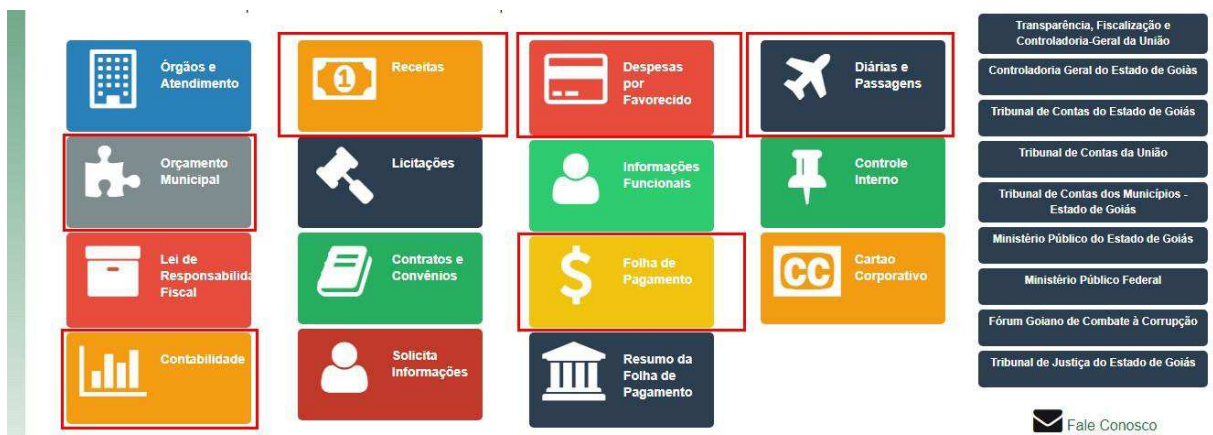 Órgãos e
Atendimento
Receitas
Despesas
por
Favorecido
Diárias e
Passagens
Orçamento
Municipal
Licitações
Informações
Funcionais
Controle
Interno
Lei de
Responsabilida
Fiscal
Contratos e
Convênios
$
Folha de
Pagamento
CC
Cartao
Corporativo
Contabilidade
Solicita
Informações
Resumo da
Folha de
Pagamento
1
Transparência, Fiscalização e
Controladoria-Geral da União
Controladoria Geral do Estado de Goiàs
Tribunal de Contas do Estado de Goiás
Tribunal de Contas da União
Tribunal de Contas dos Municípios -
Estado de Goiás
Ministério Público do Estado de Goiás
Ministério Público Federal
Fórum Goiano de Combate à Corrupção
Tribunal de Justiça do Estado de Goiás
Fale Conosco